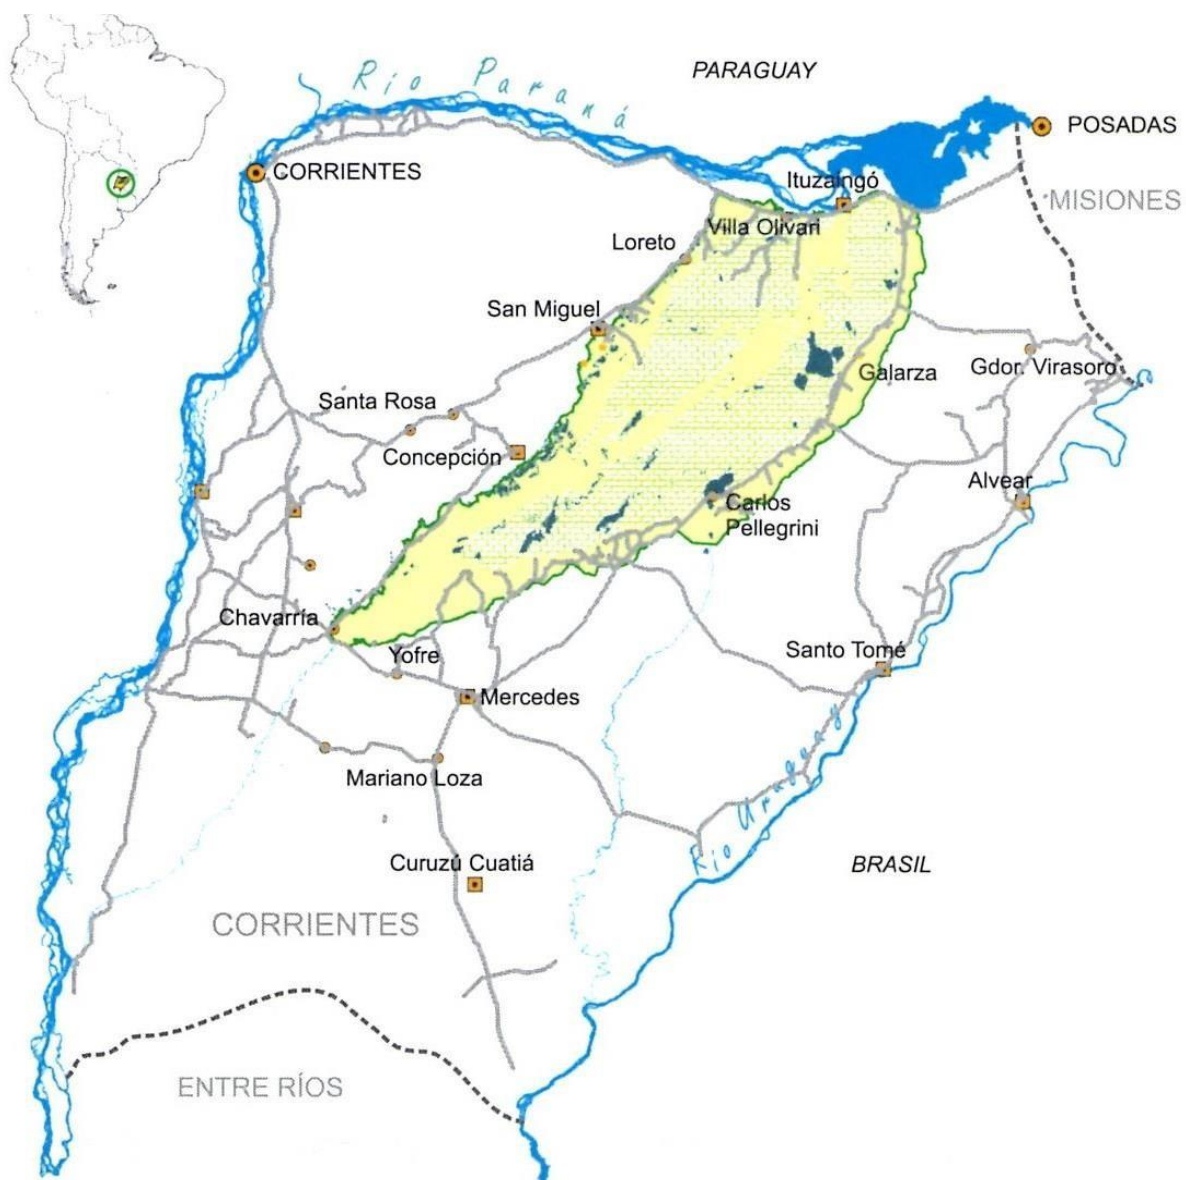 Río Paraná
PARAGUAY
POSADAS
CORRIENTES
Ituzaingó
MISIONES
Villa Olivari
Loreto
San Miguel
Galarza
Gdor. Virasoro
Santa Rosa
Concepción
Alvear
Carlos
Pellegrini
Chavarría
Santo Tomé
Yofre
Mercedes
Mariano Loza
Río Uruguay
Curuzú Cuatiá
BRASIL
CORRIENTES
ENTRE RÍOS